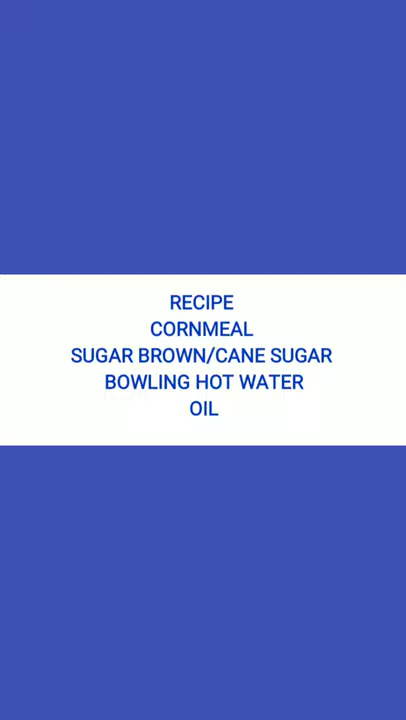 RECIPE
CORNMEAL
SUGAR BROWN/CANE SUGAR
BOWLING HOT WATER
OIL